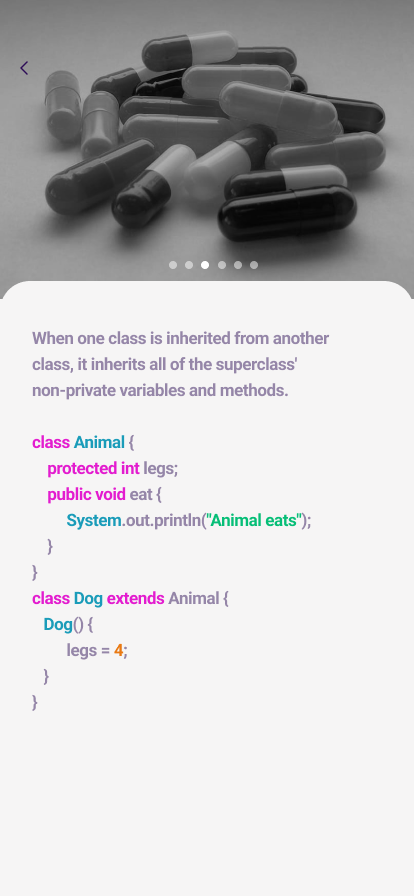 When one class is inherited from another
class, it inherits all of the superclass'
non-private variables and methods.
class Animal {
protected int legs;
public void eat {
System.out.println("Animal eats");
}
}
class Dog extends Animal {
Dog() {
legs = 4;
}
}